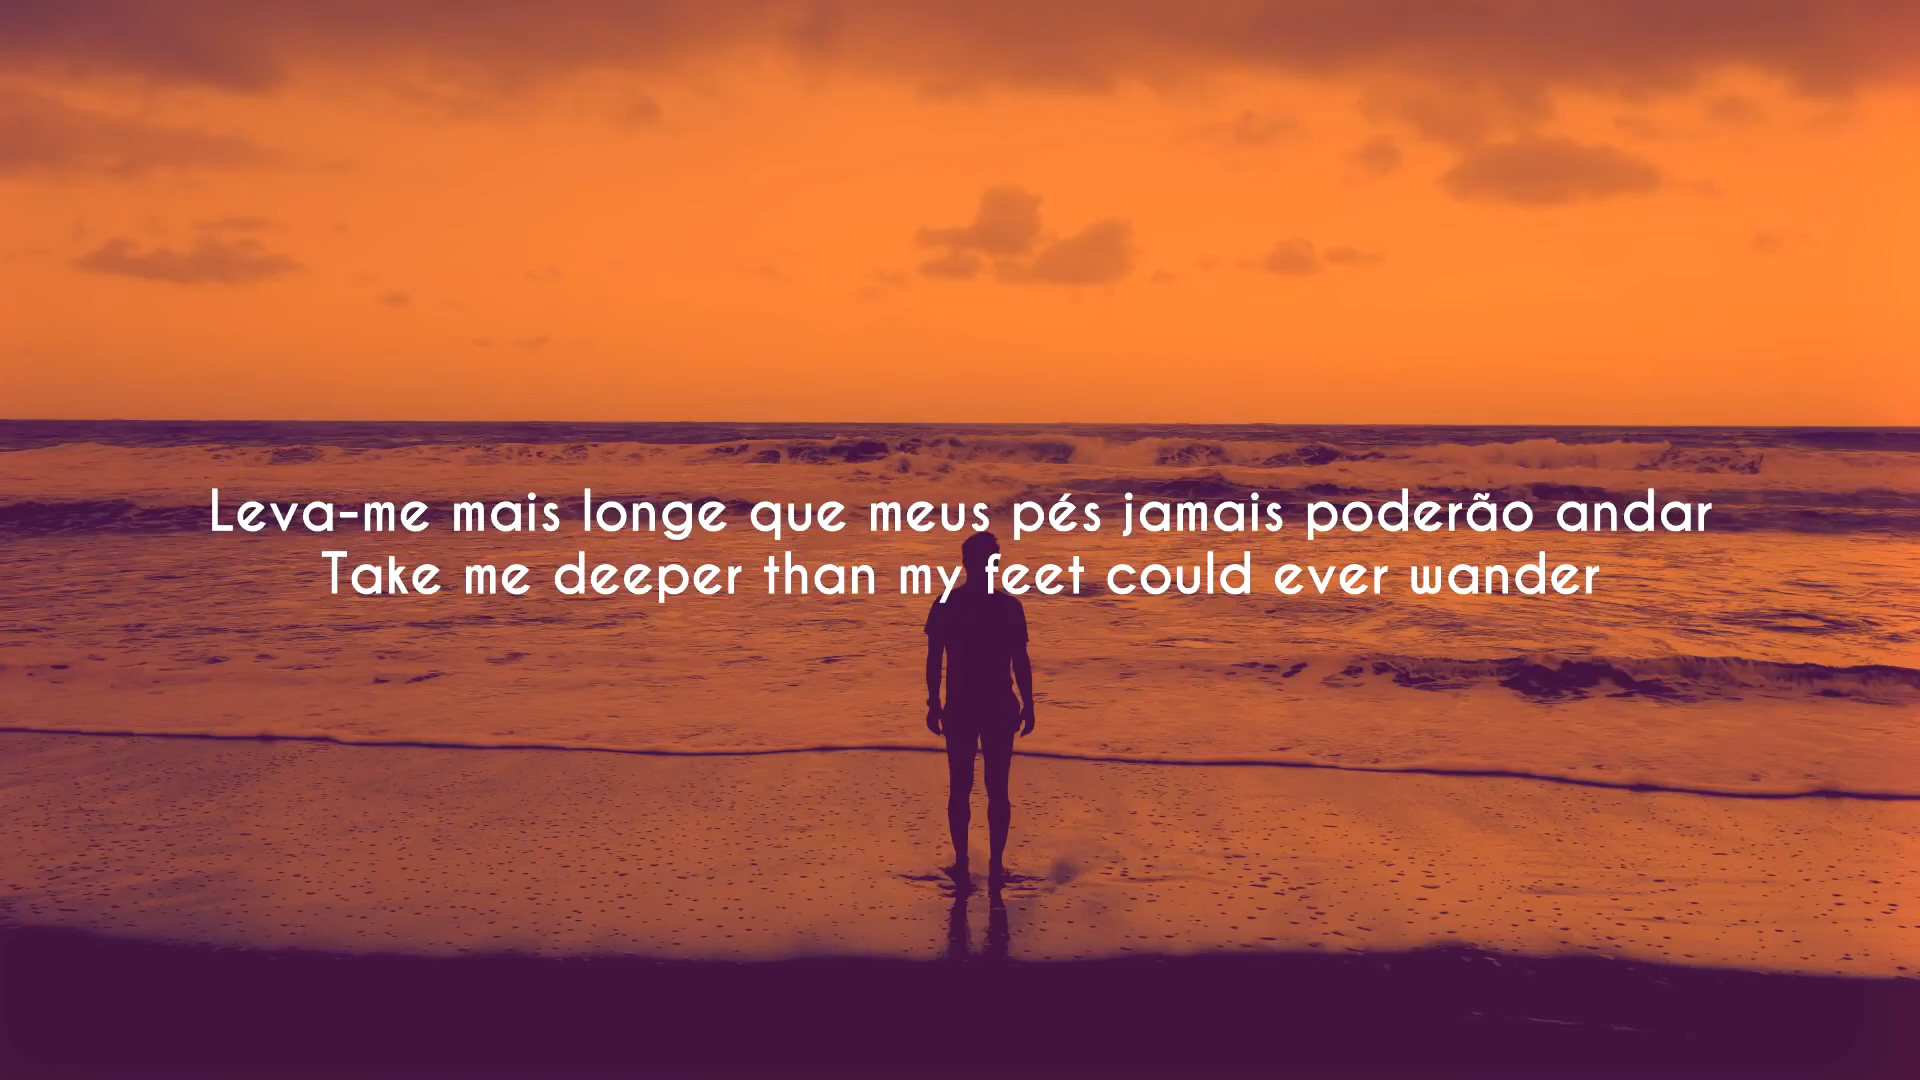 Leva-me mais longe que meus pés jamais poderão andar
Take me deeper than my feet could ever wander